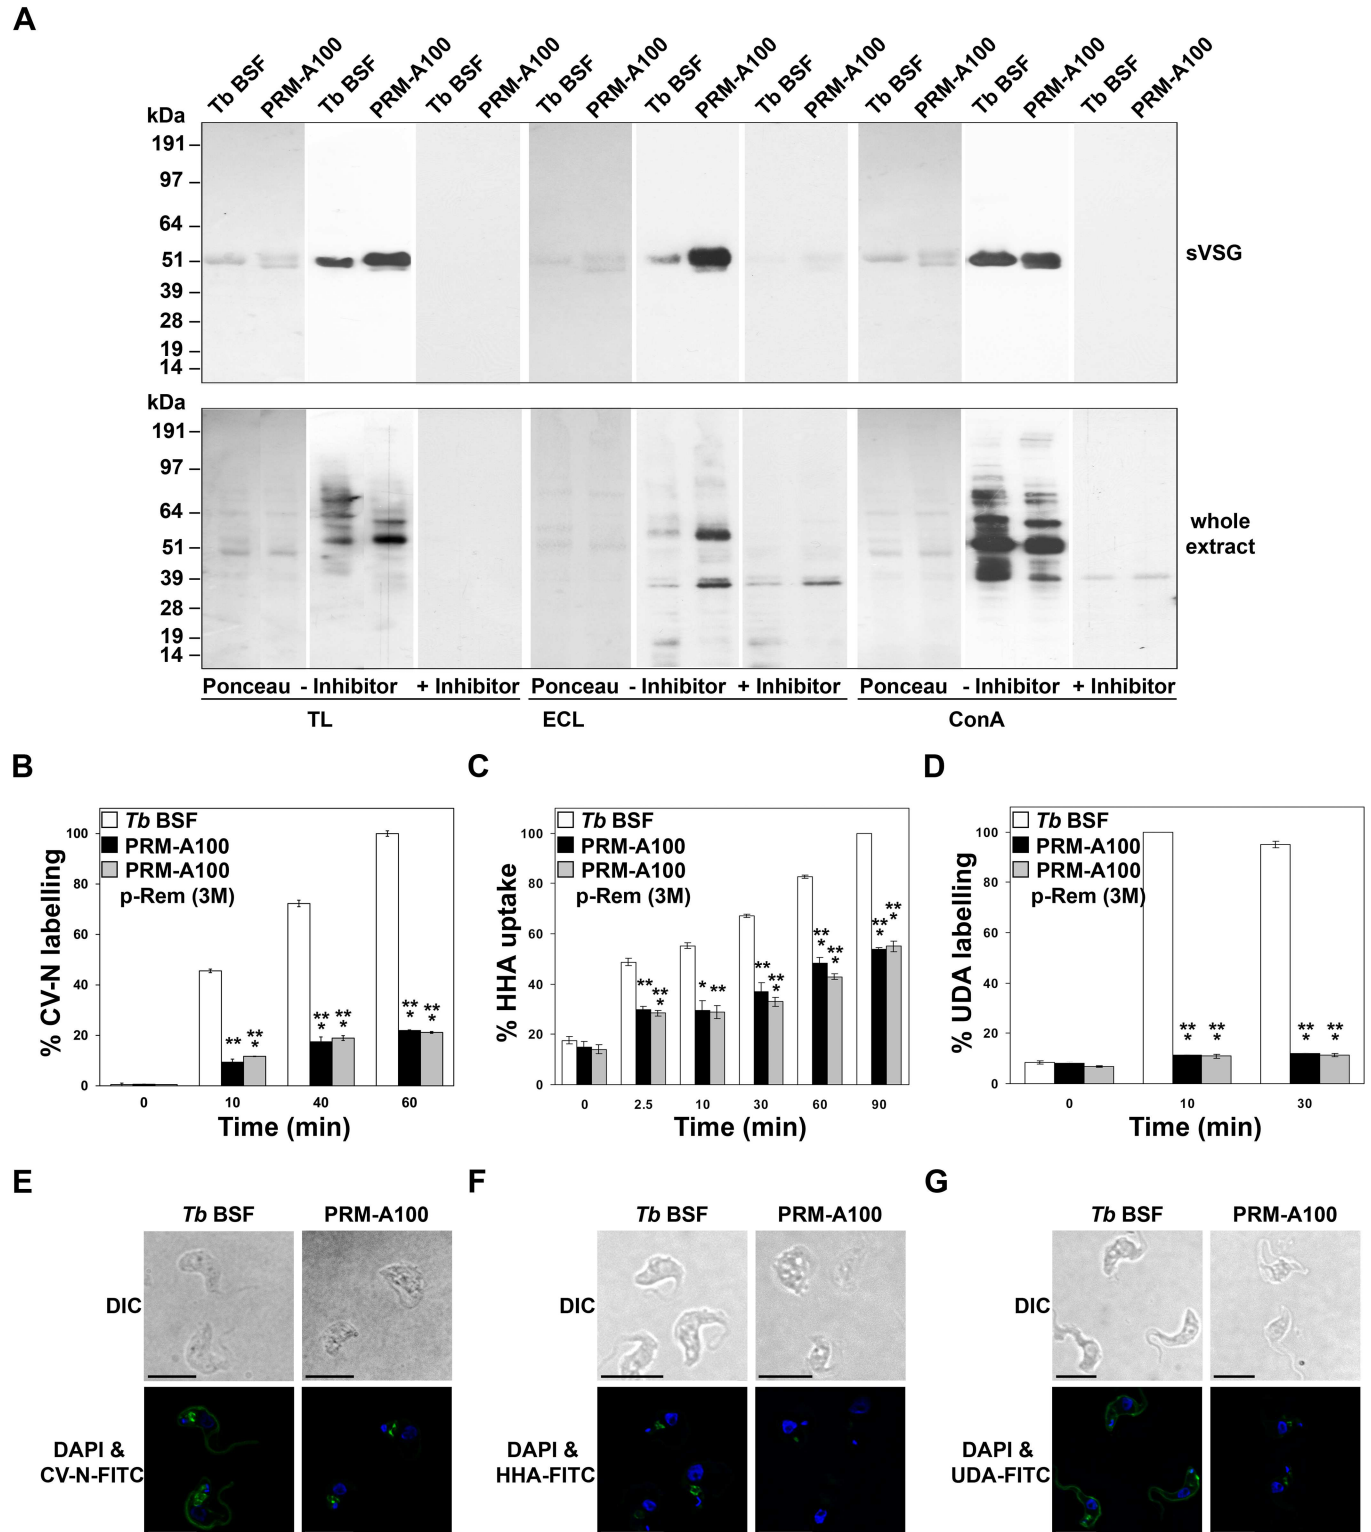 A
Tb BSF PRM-A100 Tb BSF PRM-A100 Tb BSF PRM-A100 Tb BSF PRM-A100 Tb BSF PRM-A100 Tb BSF PRM-A100 Tb BSF PRM-A100 Tb BSF PRM-A100 Tb BSF PRM-A100
kDa
191
97
64
51
39
28
19
14
sVSG
kDa
191
97
64
51
39
28
19
14
whole
extract
Ponceau - Inhibitor + Inhibitor Ponceau - Inhibitor + Inhibitor Ponceau - Inhibitor + Inhibitor
TL ECL ConA
B
% CV-N labelling
100
80
60
40
20
0
Tb BSF
PRM-A100
PRM-A100
p-Rem (3M)
** ***
*** ***
*** ***
0 10 40 60
Time (min)
C
% HHA uptake
100
80
60
40
20
0
Tb BSF
PRM-A100
PRM-A100
p-Rem (3M)
** ***
* **
** ***
*** ***
*** ***
0 2.5 10 30 60 90
Time (min)
D
% UDA labelling
100
80
60
40
20
0
Tb BSF
PRM-A100
PRM-A100
p-Rem (3M)
*** ***
*** ***
0 10 30
Time (min)
E
Tb BSF PRM-A100
DIC
DAPI &
CV-N-FITC
F
Tb BSF PRM-A100
DIC
DAPI &
HHA-FITC
G
Tb BSF PRM-A100
DIC
DAPI &
UDA-FITC